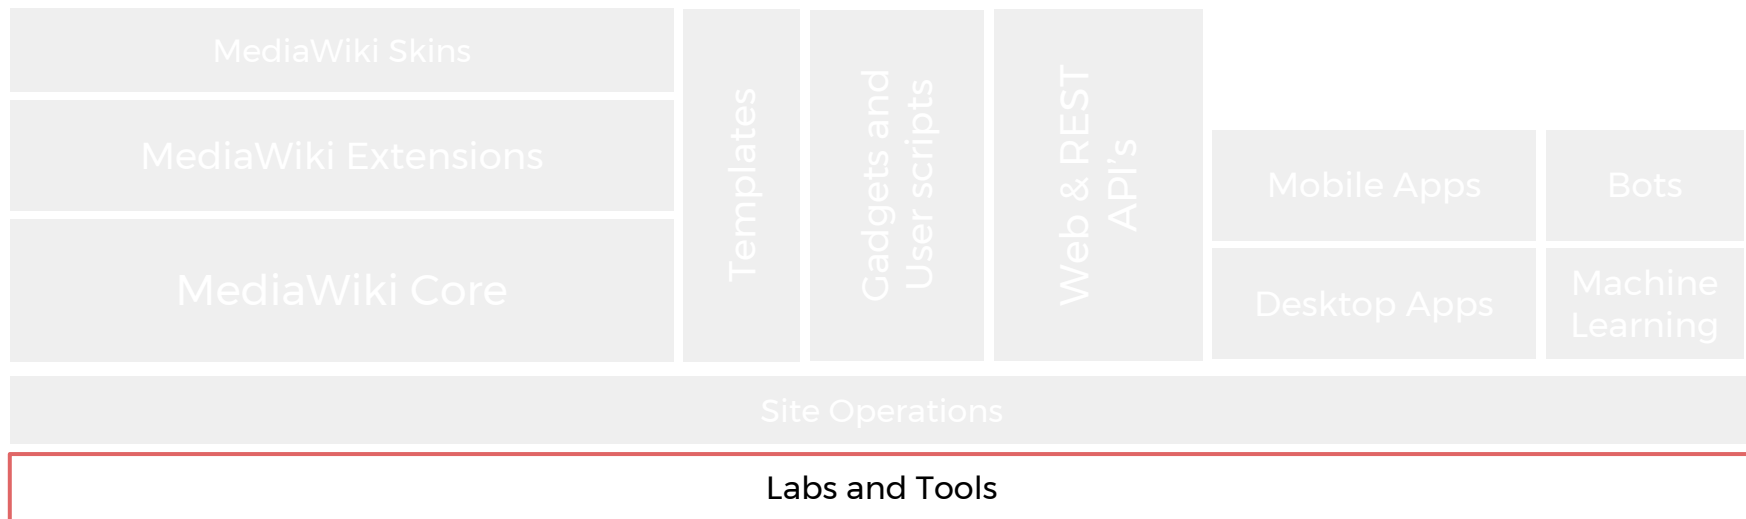 MediaWiki Skins
MediaWiki Extensions
MediaWiki Core
Templates
Gadgets and
User scripts
Web & REST
API's
Mobile Apps
Bots
Desktop Apps
Machine
Learning
Site Operations
Labs and Tools